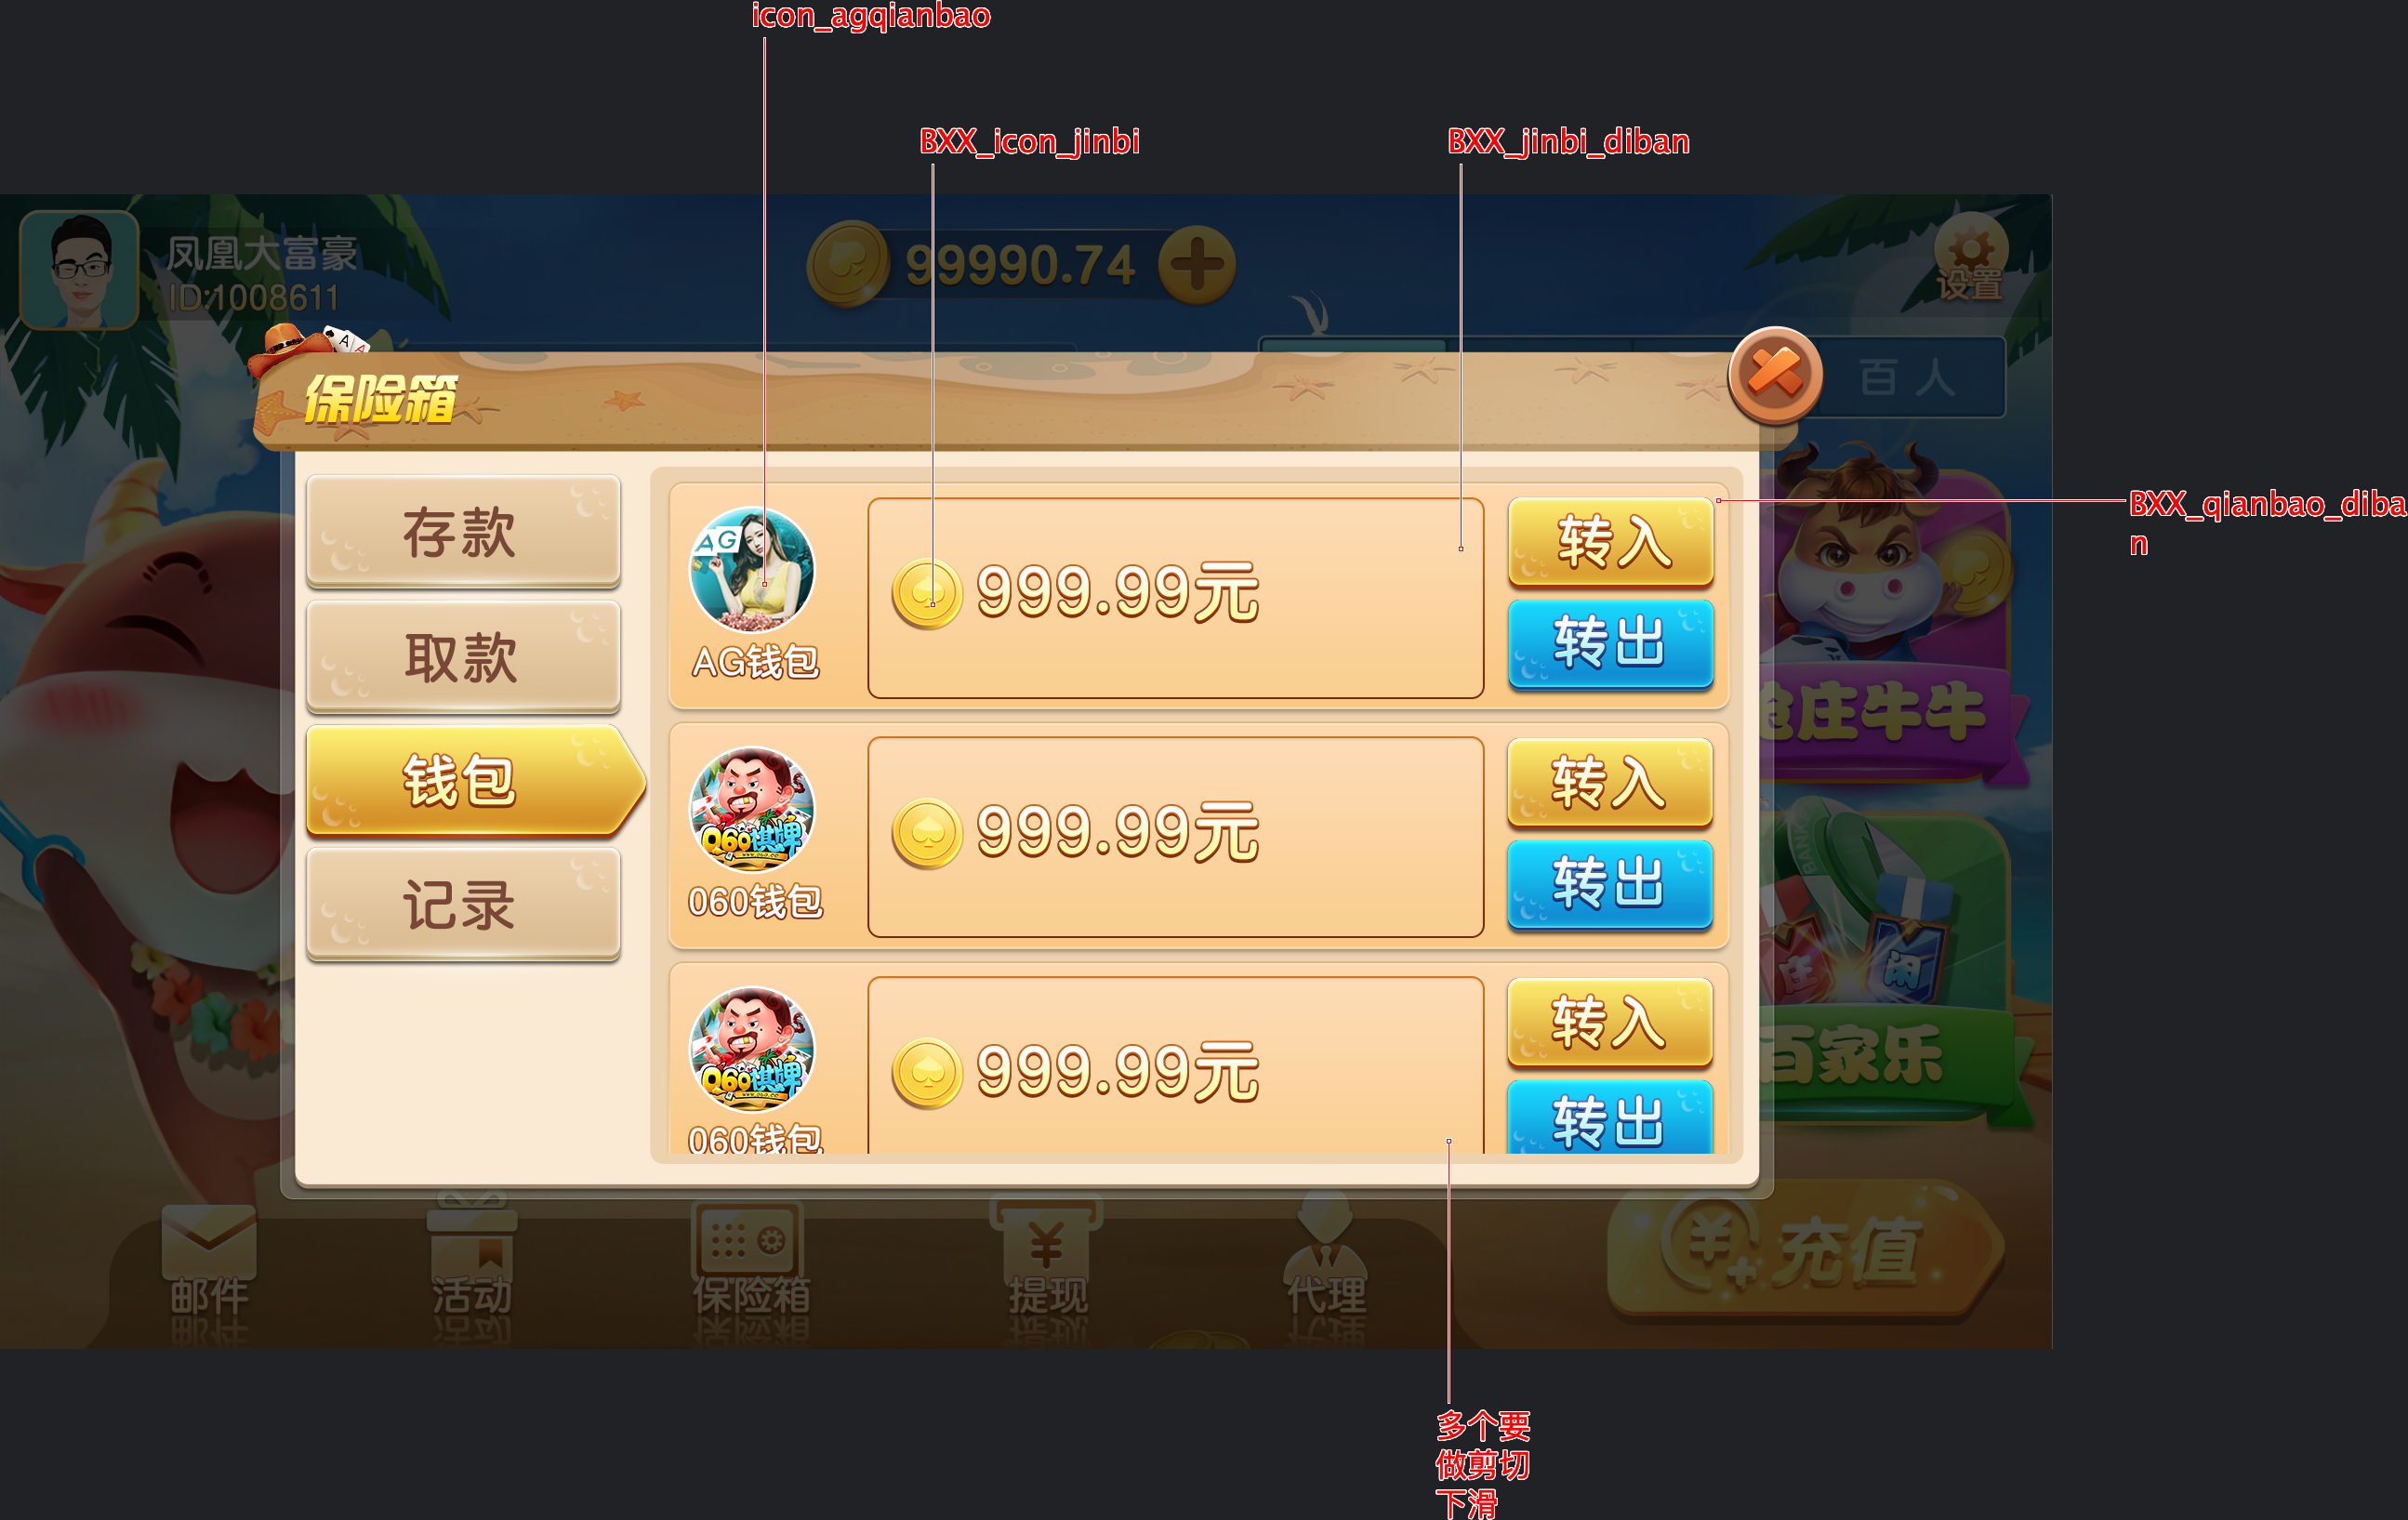 icon_agqianbao
BXX_icon_jinbi
BXX_jinbi_diban
凤凰大富豪
ID:1008611
99990.74
设置
A
A
保险箱
百人
BXX_qianbao_diba
n
存款
取款
钱包
记录
AG
AG钱包
999.99元
转入
转出
060棋牌
060钱包
999.99元
转入
转出
060棋牌
060钱包
999.99元
转入
转出
抢庄牛牛
BANK
庄
闲
百家乐
邮件
活动
保险箱
提现
代理
充值
多个要
做剪切
下滑